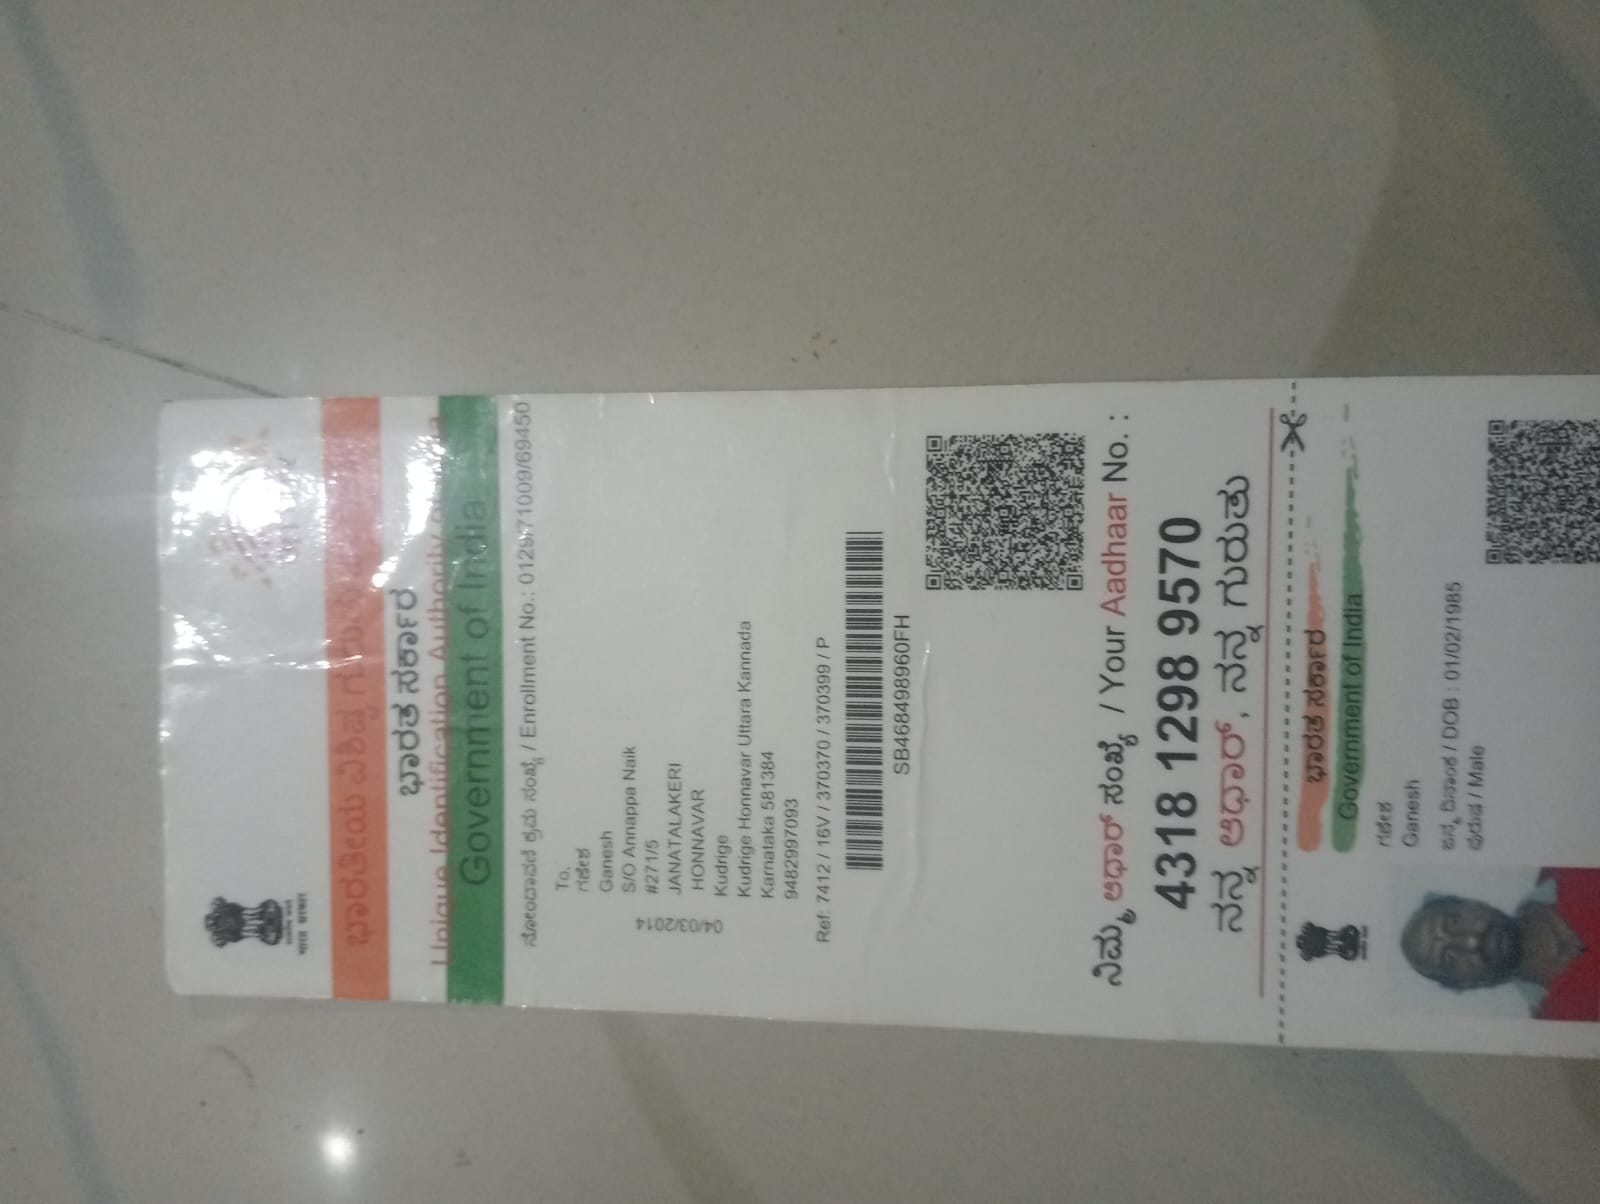 भारत सरकार
ಭಾರತೀಯ ವಿಶಿಷ್ಟ ಗುರುತು
ಭಾರತ ಸರ್ಕಾರ
Unique Identification Authority of
Government of India
ನೋಂದಾವಣೆ ಕ್ರಮ ಸಂಖ್ಯೆ / Enrollment No.: 0129/71009/69450
To,
ಗಣೇಶ
Ganesh
S/O Annappa Naik
#271/5
JANATALAKERI
HONNAVAR
Kudrige
Kudrige Honnavar Uttara Kannada
Karnataka 581384
9482997093
04/03/2014
Ref: 7412 / 16V / 370370 / 370399 / P
SB468498960FH
ನಿಮ್ಮ ಆಧಾರ್ ಸಂಖ್ಯೆ / Your Aadhaar No. :
4318 1298 9570
ನನ್ನ ಆಧಾರ್, ನನ್ನ ಗುರುತು
ಭಾರತ ಸರ್ಕಾರ
Government of India
ಗಣೇಶ
Ganesh
ಜನ್ಮ ದಿನಾಂಕ / DOB : 01/02/1985
ಪುರುಷ / Male